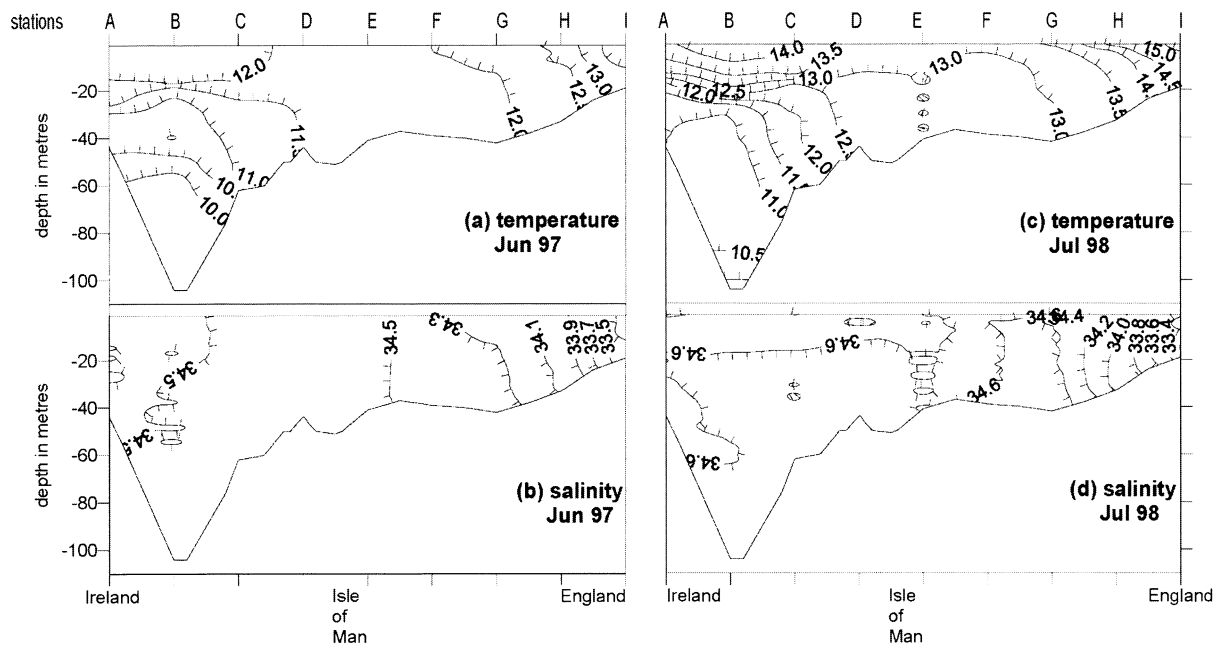 stations A B C D E F G H I A B C D E F G H I
12.0 13.0 12.0 11.0 10.0
14.0 13.5 13.0 12.5 12.0 13.0 15.0 14.5 13.5 13.0 12.0 11.0 10.5
-20
-40
-60
-80
-100
depth in metres
(a) temperature
Jun 97
(c) temperature
Jul 98
34.5 34.5 34.3 34.1 33.9 33.7 33.5
34.6 34.6 34.6 34.6 34.4 34.2 34.0 33.8 33.6 33.4
-20
-40
-60
-80
-100
depth in metres
(b) salinity
Jun 97
(d) salinity
Jul 98
Ireland Isle England Ireland Isle England
of of
Man Man